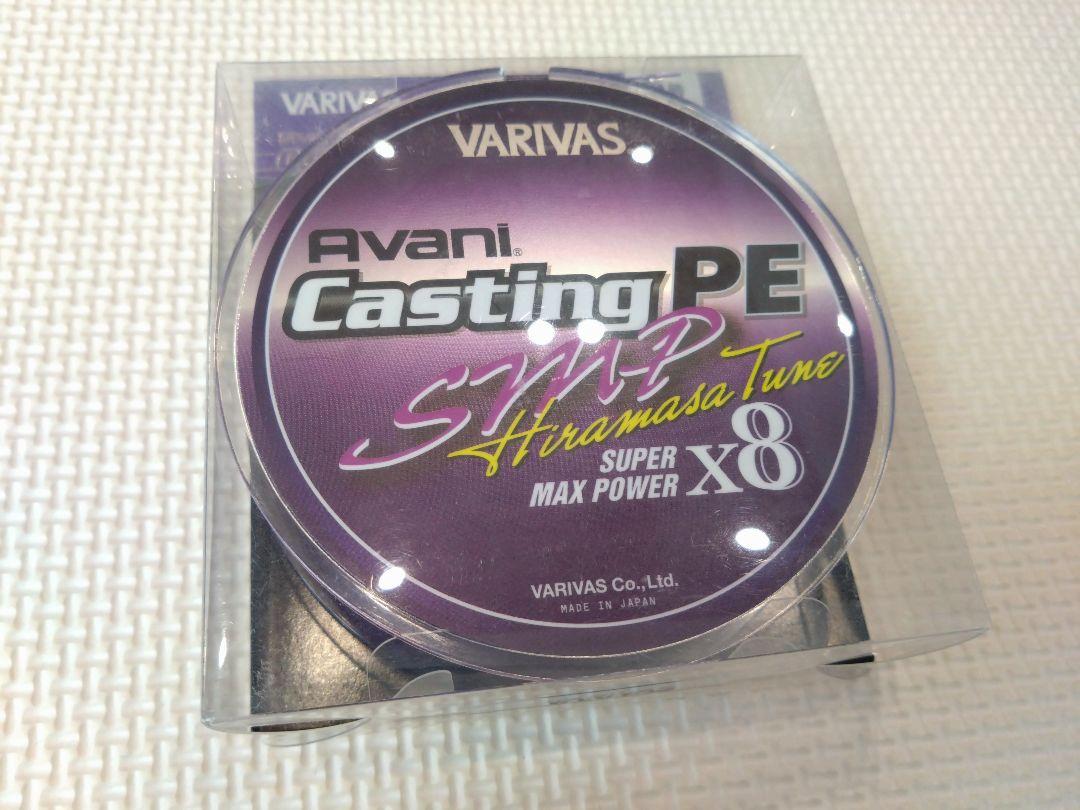 VARIVAS
VARIVAS
Avani®
Casting PE
SMP
Hiramasa Tune
SUPER
MAX POWER X8
VARIVAS Co.,Ltd.
MADE IN JAPAN